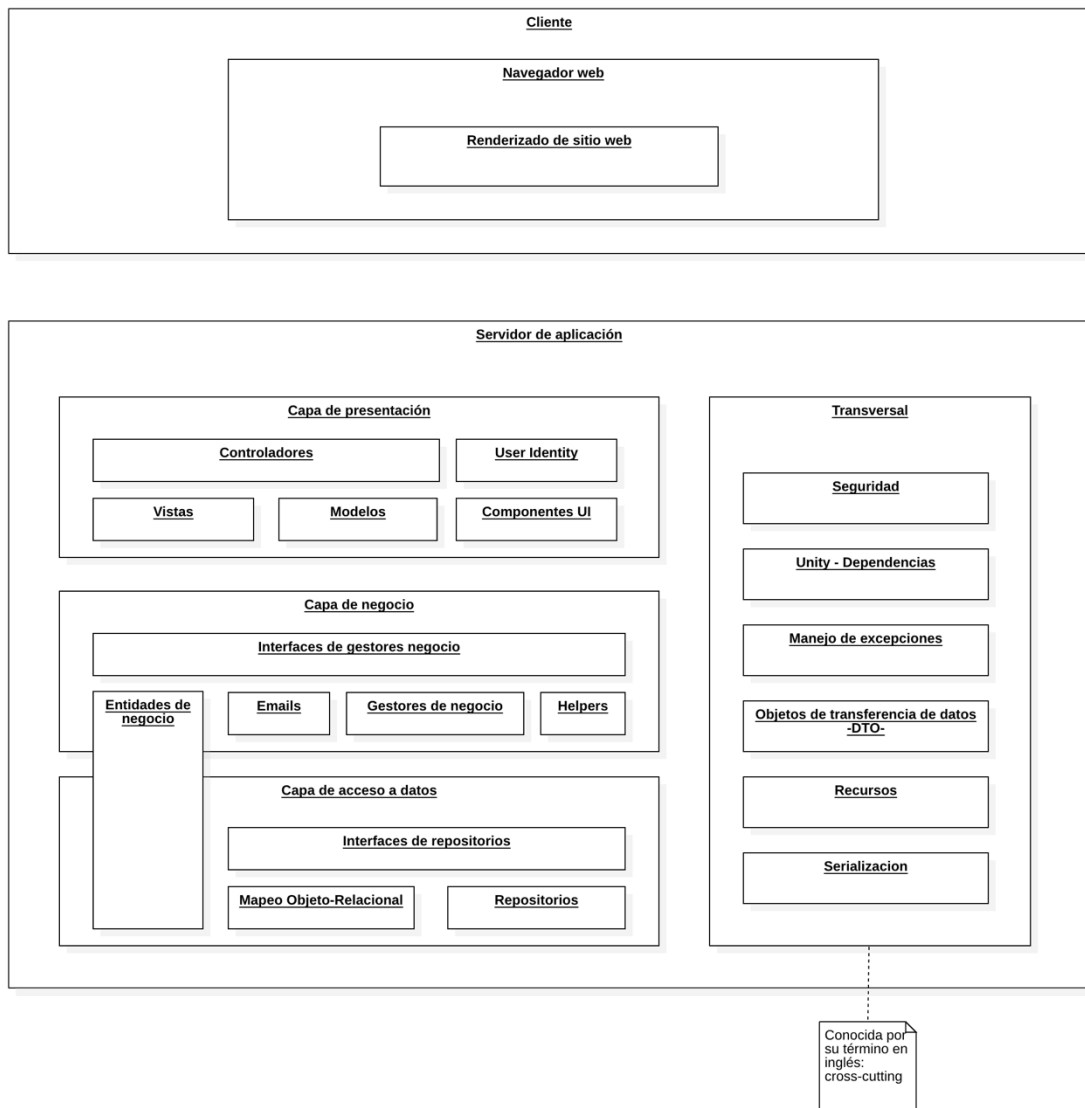 Cliente
Navegador web
Renderizado de sitio web
Servidor de aplicación
Capa de presentación
Controladores
User Identity
Vistas
Modelos
Componentes UI
Capa de negocio
Interfaces de gestores negocio
Entidades de
negocio
Emails
Gestores de negocio
Helpers
Capa de acceso a datos
Interfaces de repositorios
Mapeo Objeto-Relacional
Repositorios
Transversal
Seguridad
Unity - Dependencias
Manejo de excepciones
Objetos de transferencia de datos
-DTO-
Recursos
Serializacion
Conocida por
su término en
inglés:
cross-cutting